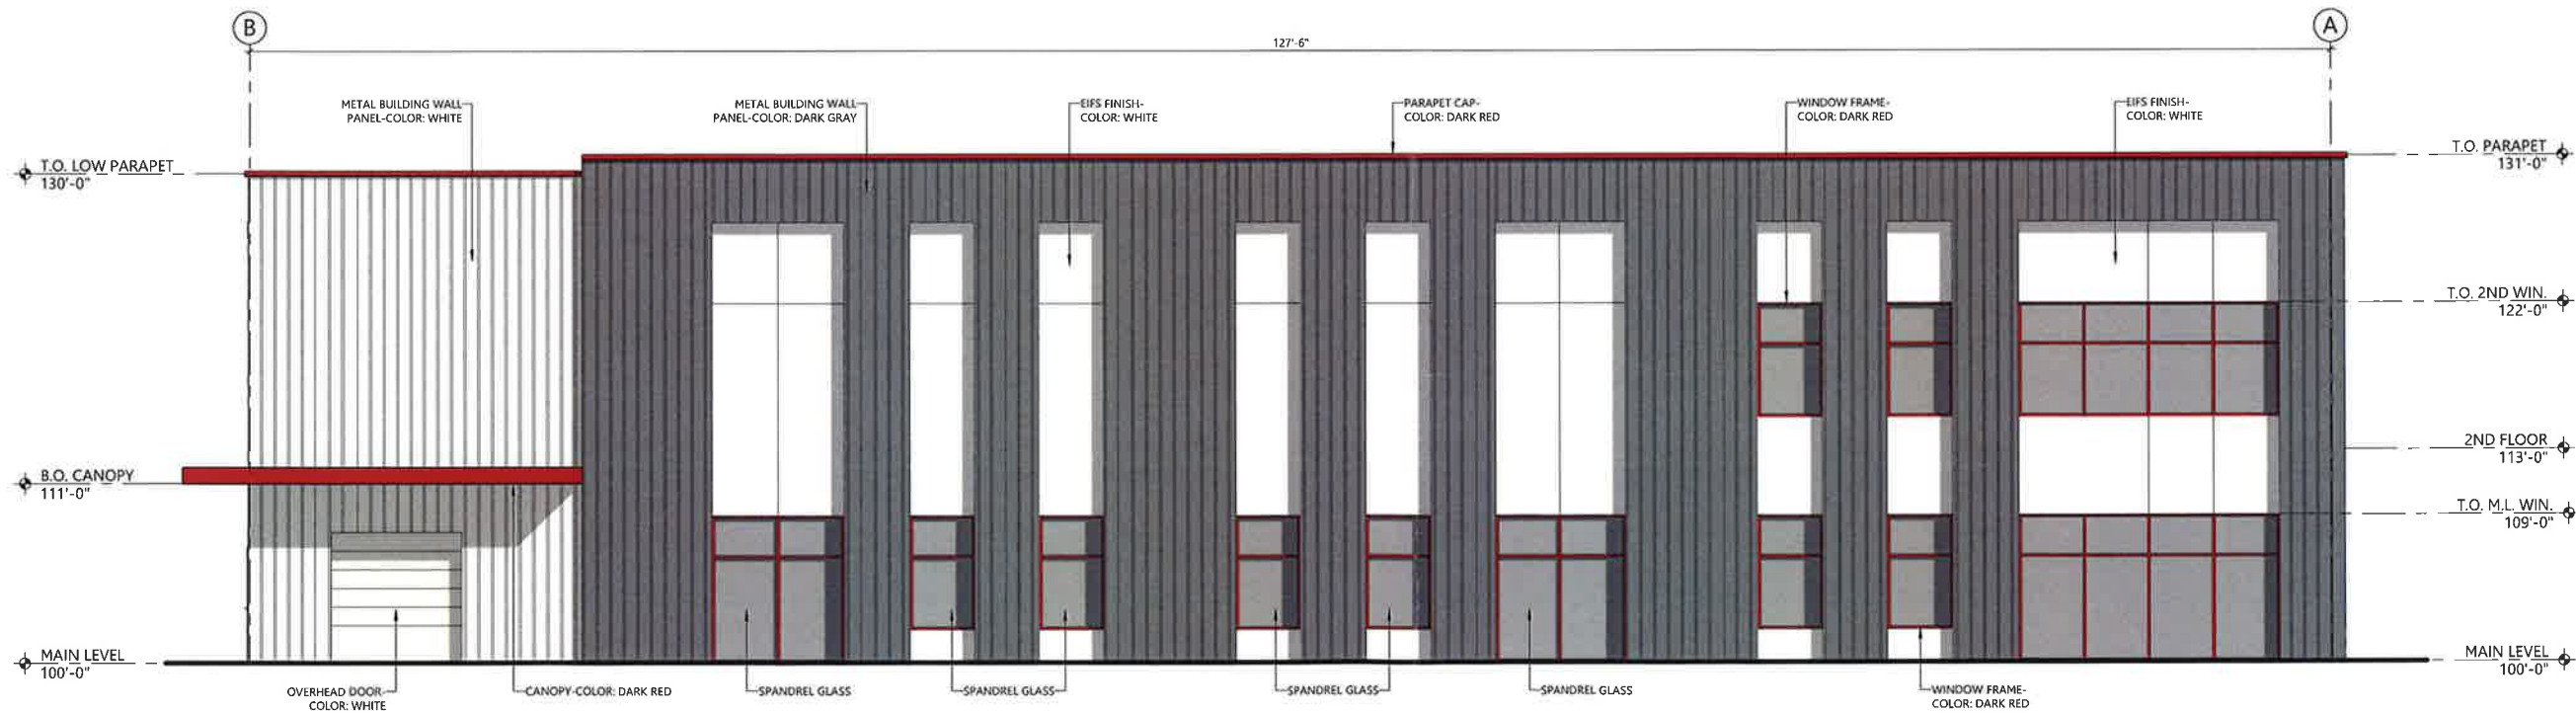 B
A
127'-6"
METAL BUILDING WALL
PANEL-COLOR: WHITE
METAL BUILDING WALL
PANEL-COLOR: DARK GRAY
EIFS FINISH-
COLOR: WHITE
PARAPET CAP-
COLOR: DARK RED
WINDOW FRAME-
COLOR: DARK RED
EIFS FINISH-
COLOR: WHITE
T.O. LOW PARAPET
130'-0"
T.O. PARAPET
131'-0"
T.O. 2ND WIN.
122'-0"
2ND FLOOR
113'-0"
B.O. CANOPY
111'-0"
T.O. M.L. WIN.
109'-0"
MAIN LEVEL
100'-0"
MAIN LEVEL
100'-0"
OVERHEAD DOOR-
COLOR: WHITE
CANOPY-COLOR: DARK RED
SPANDREL GLASS
SPANDREL GLASS
SPANDREL GLASS
SPANDREL GLASS
WINDOW FRAME-
COLOR: DARK RED